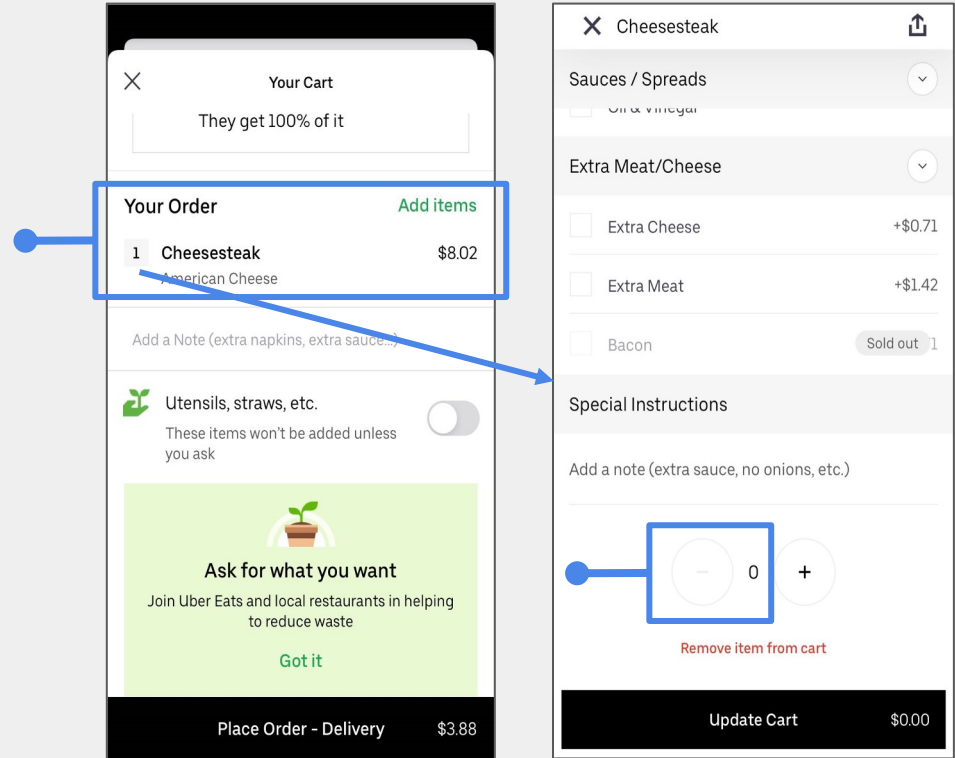 Your Cart
They get 100% of it
Your Order
Add items
1 Cheesesteak $8.02
American Cheese
Add a Note (extra napkins, extra sauce...)
Utensils, straws, etc.
These items won't be added unless
you ask
Ask for what you want
Join Uber Eats and local restaurants in helping
to reduce waste
Got it
Place Order - Delivery $3.88
Cheesesteak
Sauces / Spreads
Oil & Vinegar
Extra Meat/Cheese
Extra Cheese +$0.71
Extra Meat +$1.42
Bacon Sold out 1
Special Instructions
Add a note (extra sauce, no onions, etc.)
0
Remove item from cart
Update Cart $0.00